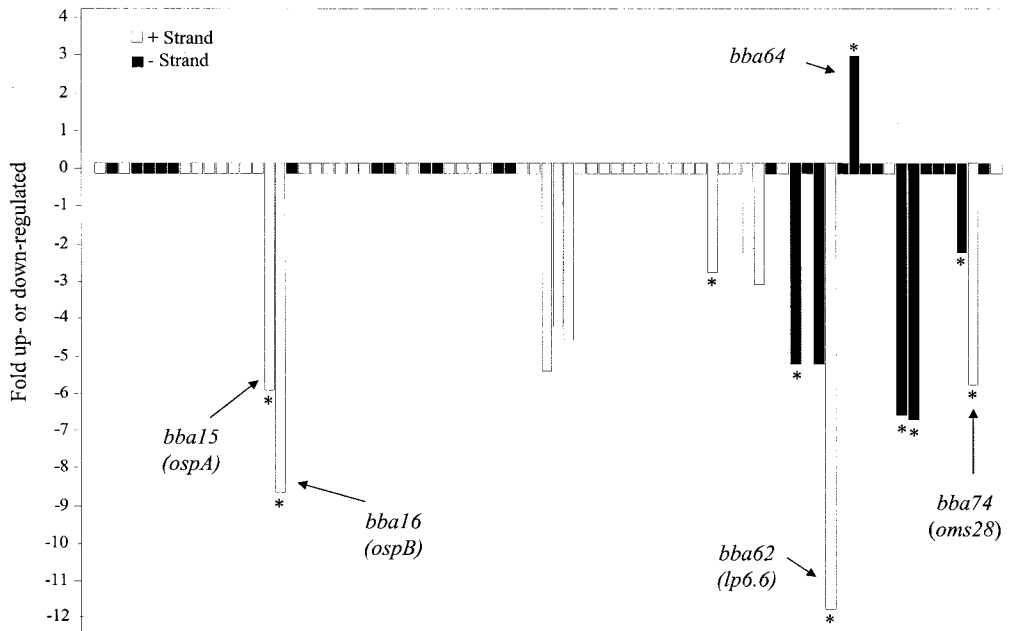 4
+ Strand
- Strand
3
2
1
0
-1
-2
-3
-4
-5
-6
-7
-8
-9
-10
-11
-12
Fold up- or down-regulated
bba64
*
*
*
*
*
*
*
*
*
*
bba15
(ospA)
bba16
(ospB)
bba62
(lp6.6)
bba74
(oms28)